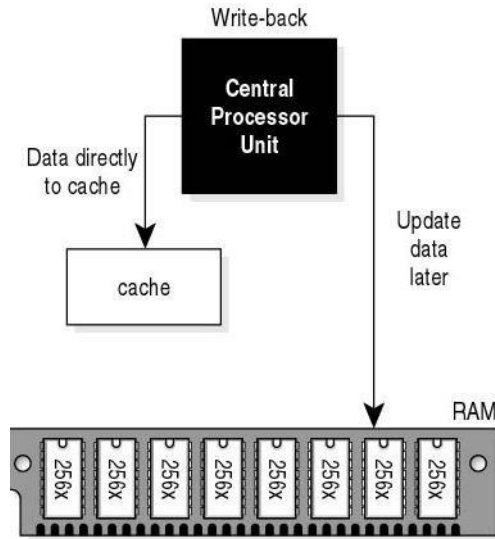 Write-back
Central
Processor
Unit
Data directly
to cache
Update
data
later
cache
RAM
256x
256x
256x
256x
256x
256x
256x
256x